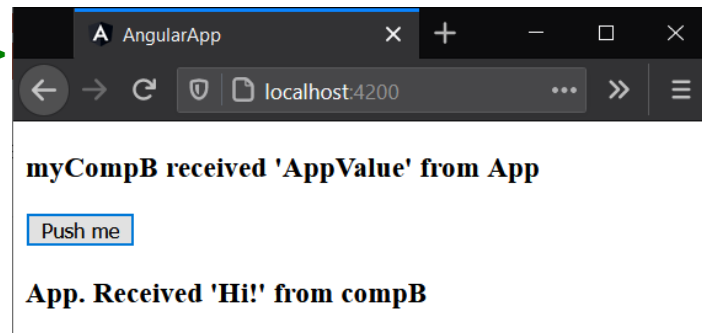 AngularApp
localhost:4200
myCompB received 'AppValue' from App
Push me
App. Received 'Hi!' from compB